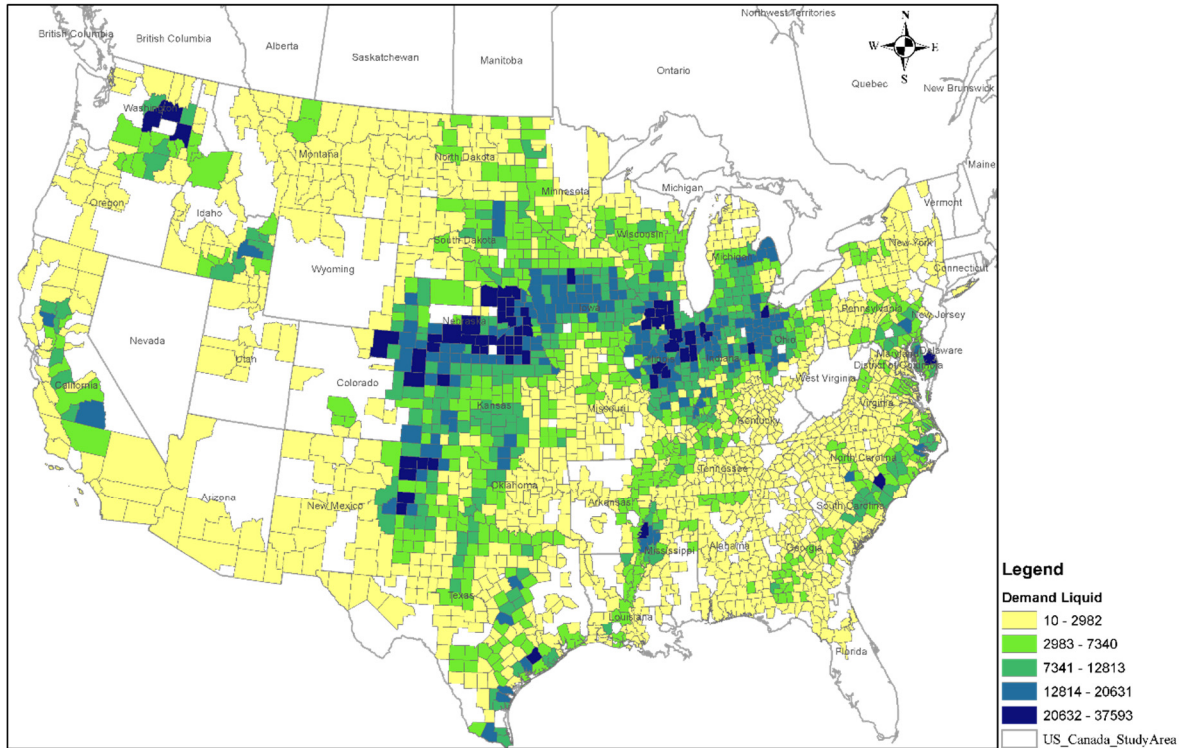 Northwest Territories
British Columbia
British Columbia
Alberta
Saskatchewan
Manitoba
Ontario
Quebec
New Brunswick
N
W
E
S
Washington
Montana
North Dakota
Minnesota
Michigan
Maine
Vermont
Oregon
Idaho
South Dakota
Wisconsin
Michigan
New York
Wyoming
Connecticut
Nebraska
Iowa
Pennsylvania
New Jersey
Nevada
Utah
Colorado
Illinois
Indiana
Ohio
Maryland
Delaware
District of Columbia
West Virginia
California
Kansas
Missouri
Kentucky
Virginia
Arizona
New Mexico
Oklahoma
Arkansas
Tennessee
North Carolina
South Carolina
Mississippi
Alabama
Georgia
Texas
Louisiana
Florida
Legend
Demand Liquid
10 - 2982
2983 - 7340
7341 - 12813
12814 - 20631
20632 - 37593
US_Canada_StudyArea